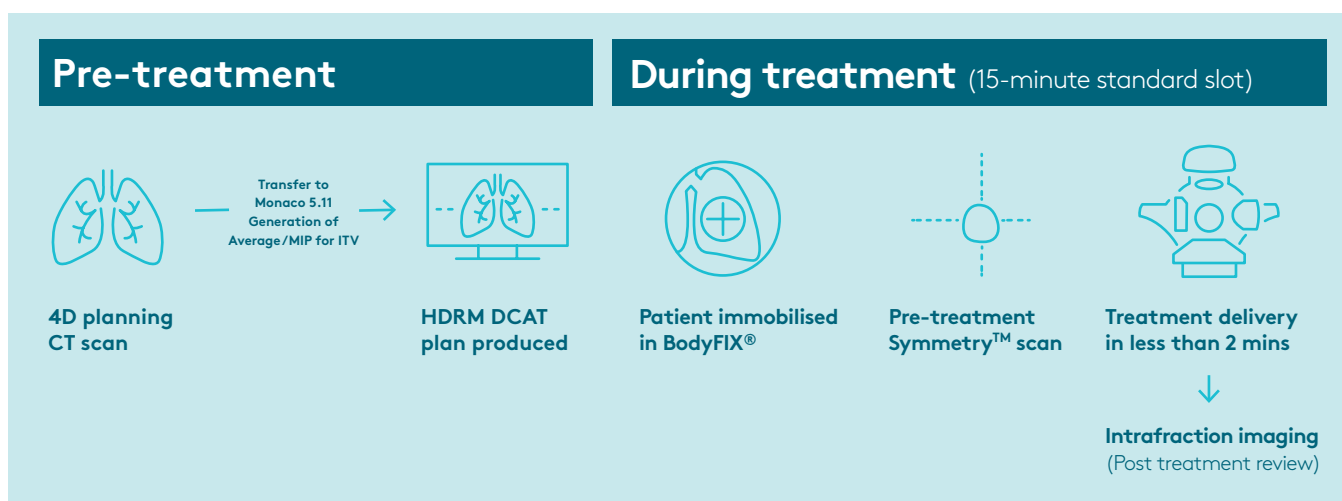 Pre-treatment
During treatment (15-minute standard slot)
Transfer to
Monaco 5.11
Generation of
Average/MIP for ITV
4D planning
CT scan
HDRM DCAT
plan produced
Patient immobilised
in BodyFIX®
Pre-treatment
Symmetry™ scan
Treatment delivery
in less than 2 mins
Intrafraction imaging
(Post treatment review)